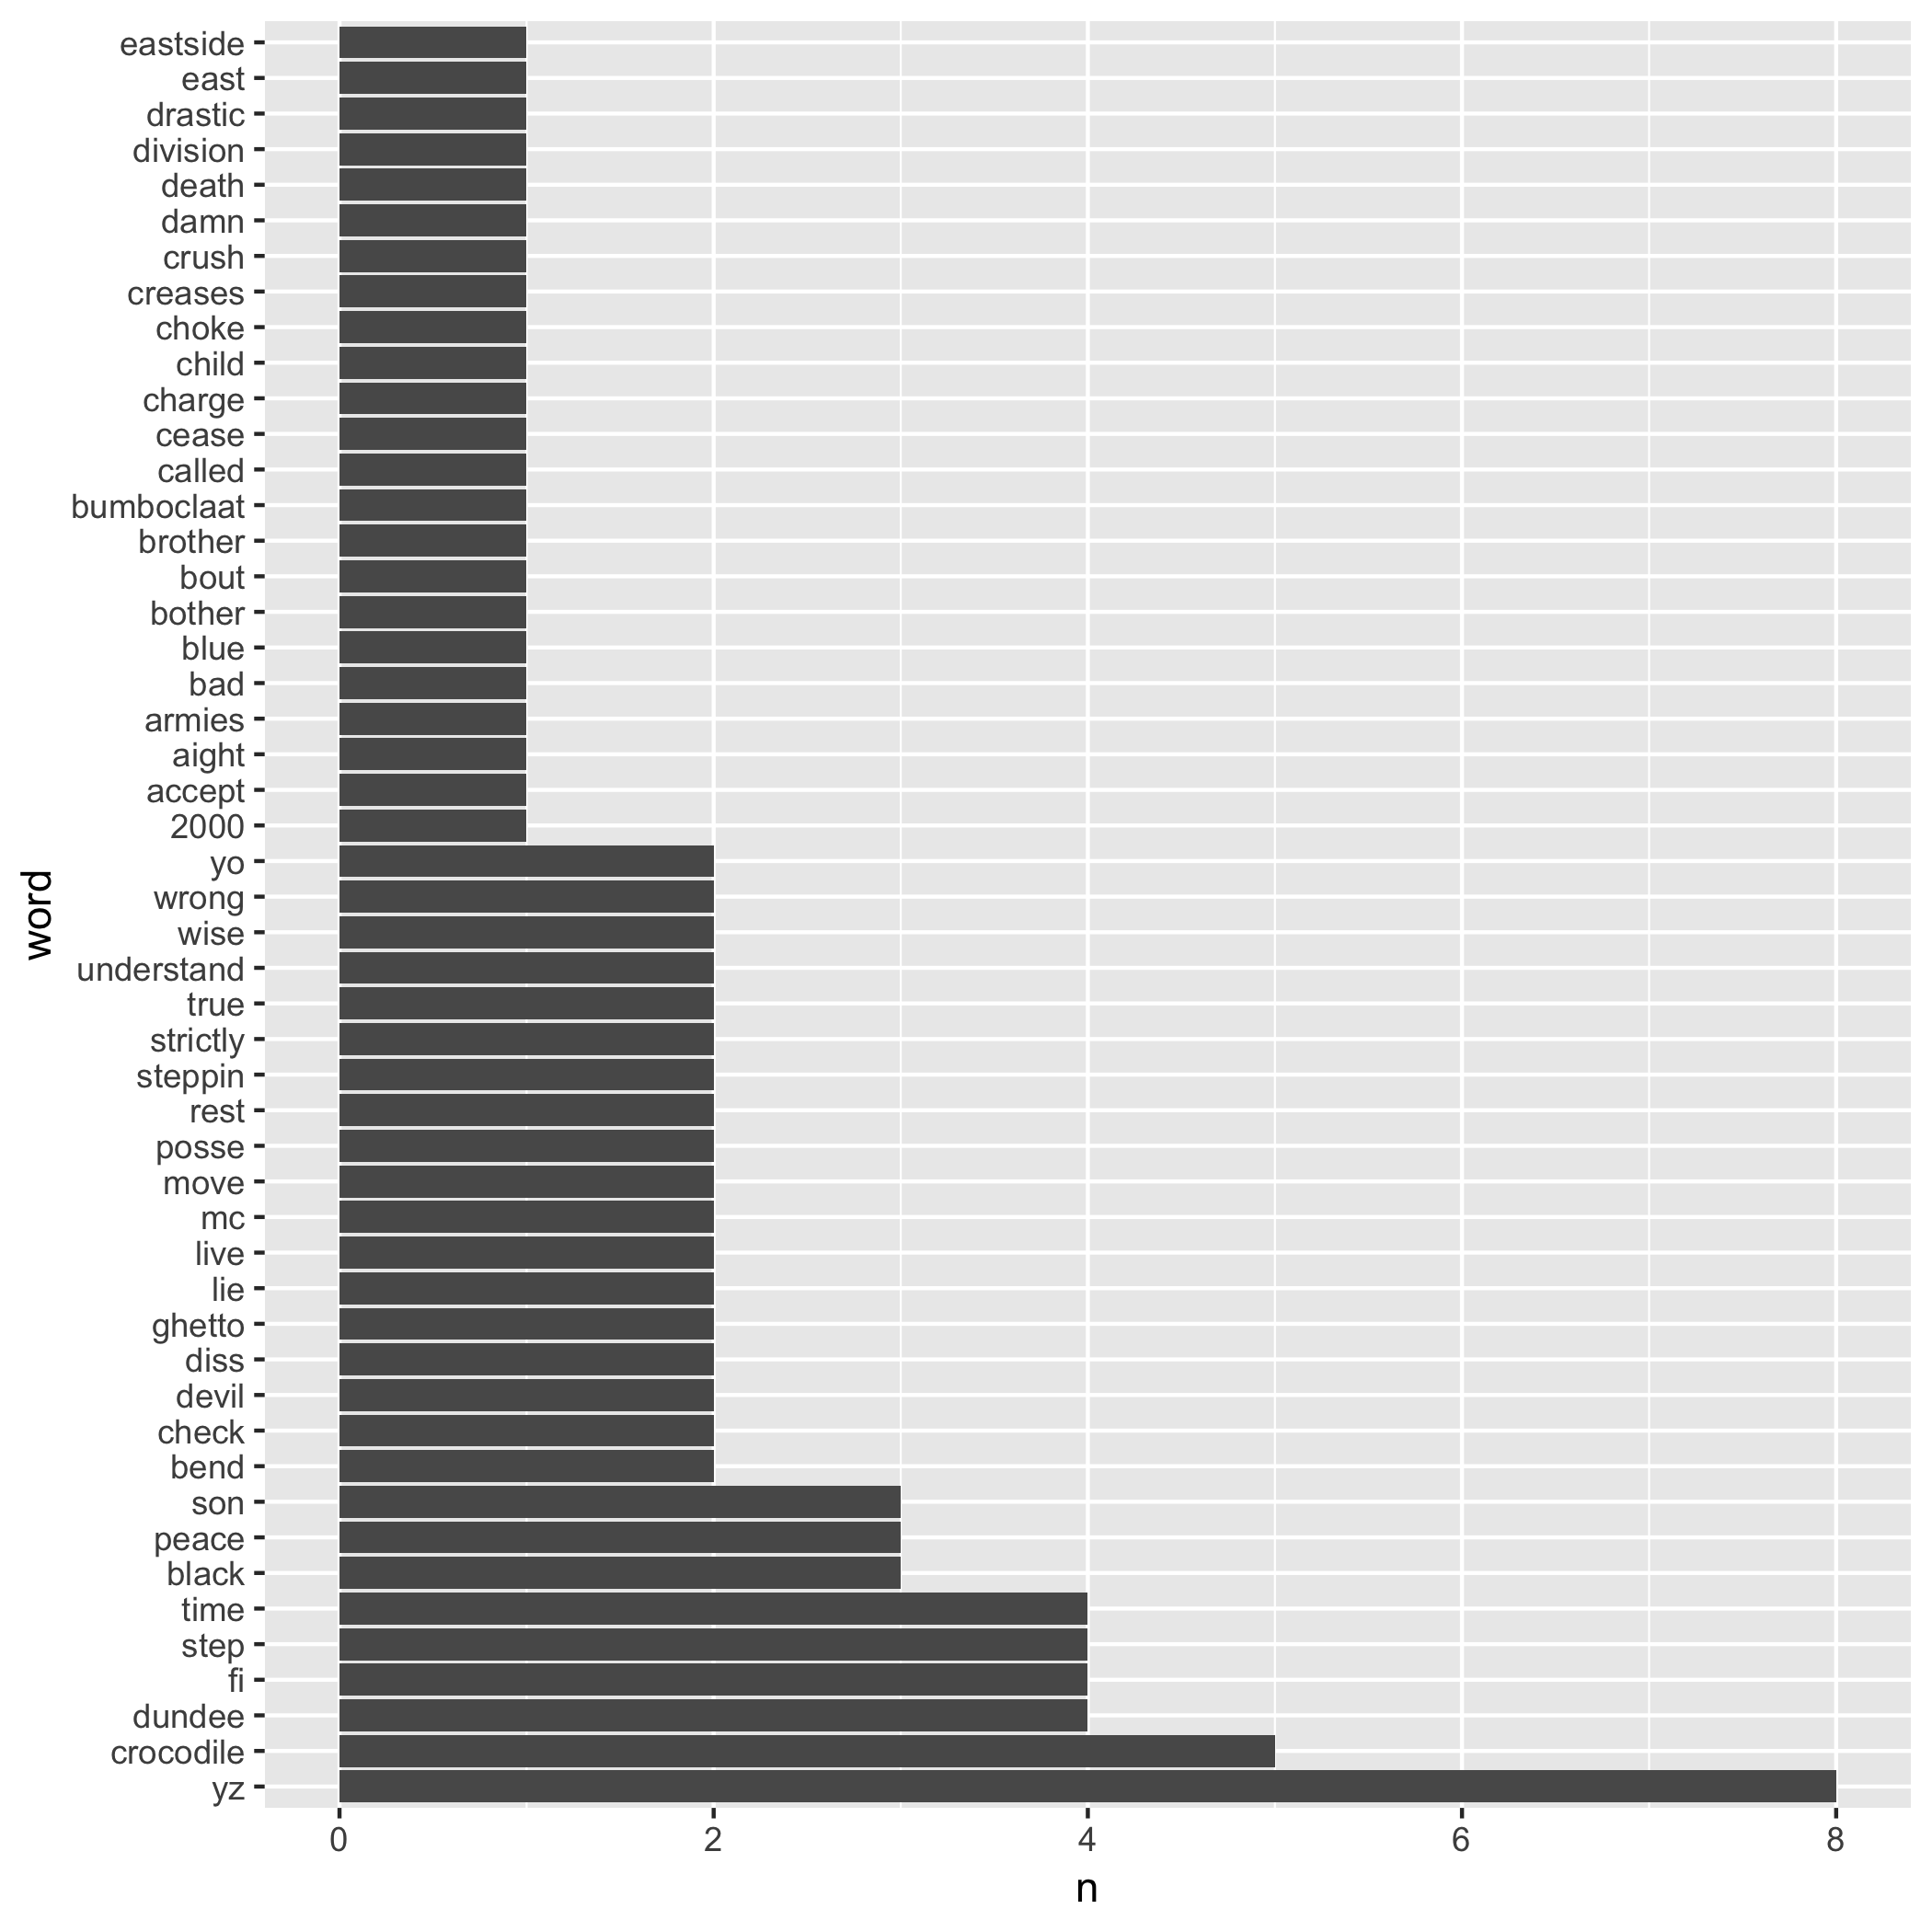 eastside
east
drastic
division
death
damn
crush
creases
choke
child
charge
cease
called
bumboclaat
brother
bout
bother
blue
bad
armies
aight
accept
2000
yo
wrong
wise
understand
true
strictly
steppin
rest
posse
move
mc
live
lie
ghetto
diss
devil
check
bend
son
peace
black
time
step
fi
dundee
crocodile
yz
word
0 2 4 6 8
n